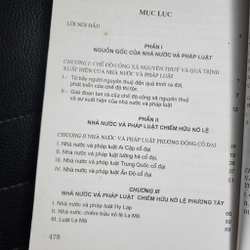 MỤC LỤC
LỜI NÓI ĐẦU
PHẦN I
NGUỒN GỐC CỦA NHÀ NƯỚC VÀ PHÁP LUẬT
CHƯƠNG I: CHẾ ĐỘ CÔNG XÃ NGUYÊN THUỶ VÀ QUÁ TRÌNH
XUẤT HIỆN CỦA NHÀ NƯỚC VÀ PHÁP LUẬT
I - Từ bầy người nguyên thuỷ đến quá trình ra đời,
phát triển của chế độ thị tộc
II - Giai đoạn tan rã của chế độ công xã nguyên thuỷ
và sự xuất hiện của nhà nước và pháp luật
PHẦN II
NHÀ NƯỚC VÀ PHÁP LUẬT CHIẾM HỮU NÔ LỆ
CHƯƠNG II NHÀ NƯỚC VÀ PHÁP LUẬT PHƯƠNG ĐÔNG CỔ ĐẠI
I. Nhà nước và pháp luật Ai Cập cổ đại
II. Nhà nước và pháp luật Lưỡng hà cổ đại
III. Nhà nước và pháp luật Trung Quốc cổ đại
IV. Nhà nước và pháp luật Ấn Độ cổ đại
CHƯƠNG III
NHÀ NƯỚC VÀ PHÁP LUẬT CHIẾM HỮU NÔ LỆ PHƯƠNG TÂY
I. Nhà nước và pháp luật Hy Lạp
II. Nhà nước chiếm hữu nô lệ La Mã
III. Luật La Mã
478